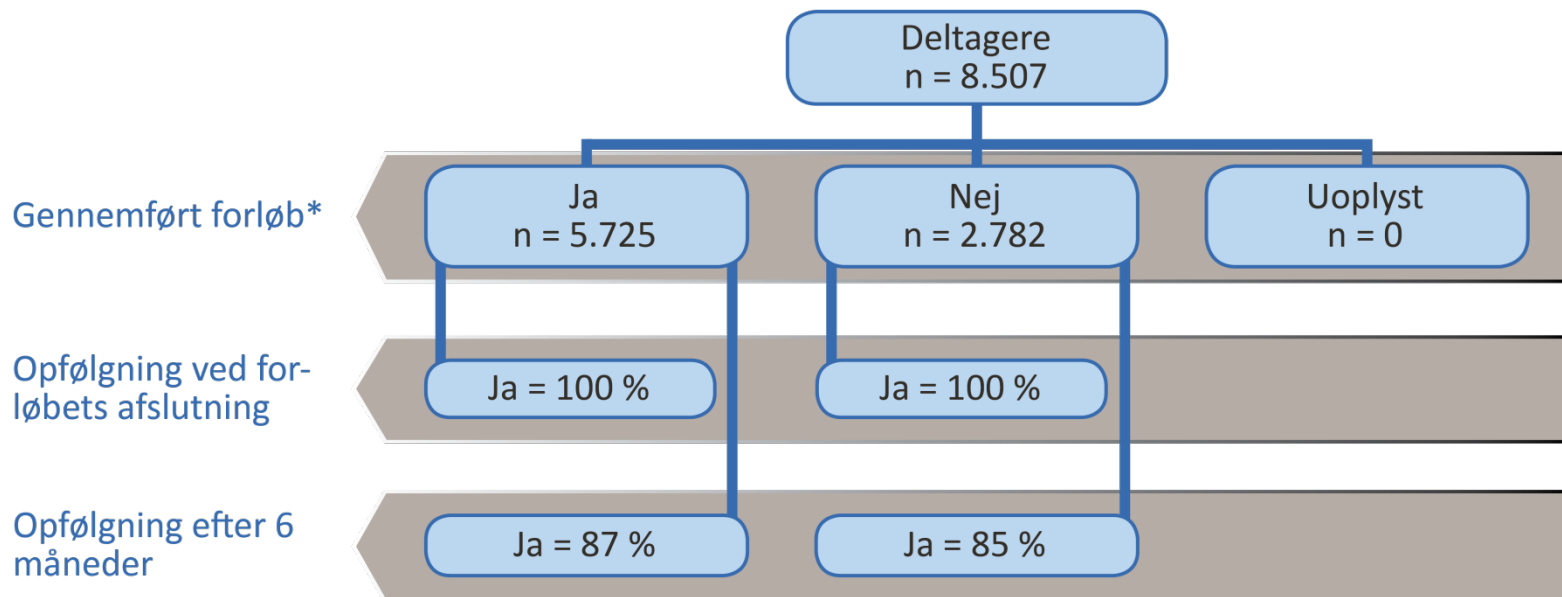 Deltagere
n = 8.507
Gennemført forløb*
Ja
n = 5.725
Nej
n = 2.782
Uoplyst
n = 0
Opfølgning ved for-
løbets afslutning
Ja = 100 %
Ja = 100 %
Opfølgning efter 6
måneder
Ja = 87 %
Ja = 85 %